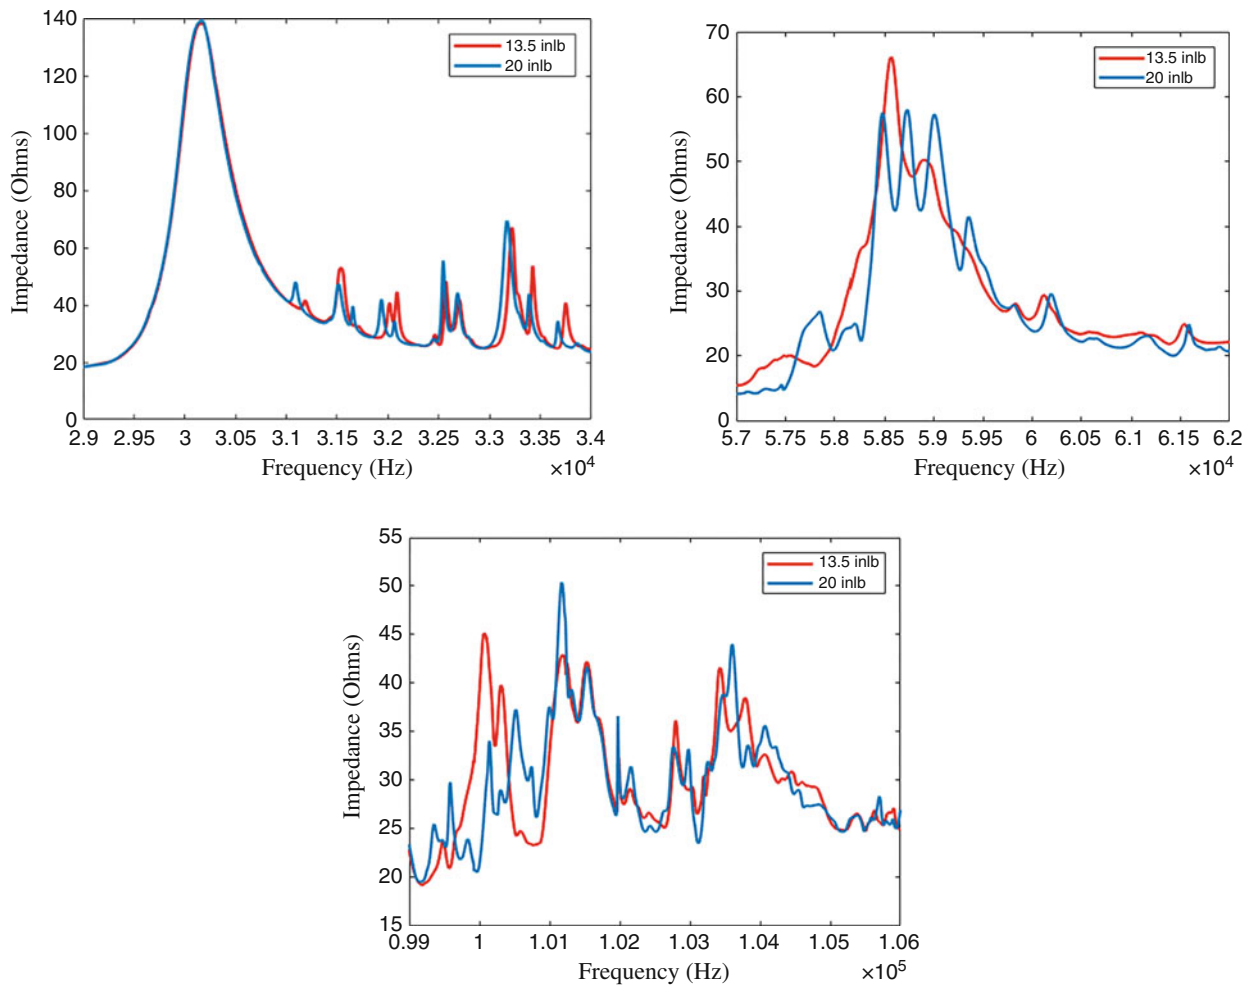 140
120
100
80
60
40
20
0
Impedance (Ohms)
13.5 inlb
20 inlb
2.9 2.95 3 3.05 3.1 3.15 3.2 3.25 3.3 3.35 3.4
Frequency (Hz)
×10⁴
70
60
50
40
30
20
0
Impedance (Ohms)
13.5 inlb
20 inlb
5.7 5.75 5.8 5.85 5.9 5.95 6 6.05 6.1 6.15 6.2
Frequency (Hz)
×10⁴
55
50
45
40
35
30
25
20
15
Impedance (Ohms)
13.5 inlb
20 inlb
0.99 1 1.01 1.02 1.03 1.04 1.05 1.06
Frequency (Hz)
×10⁵